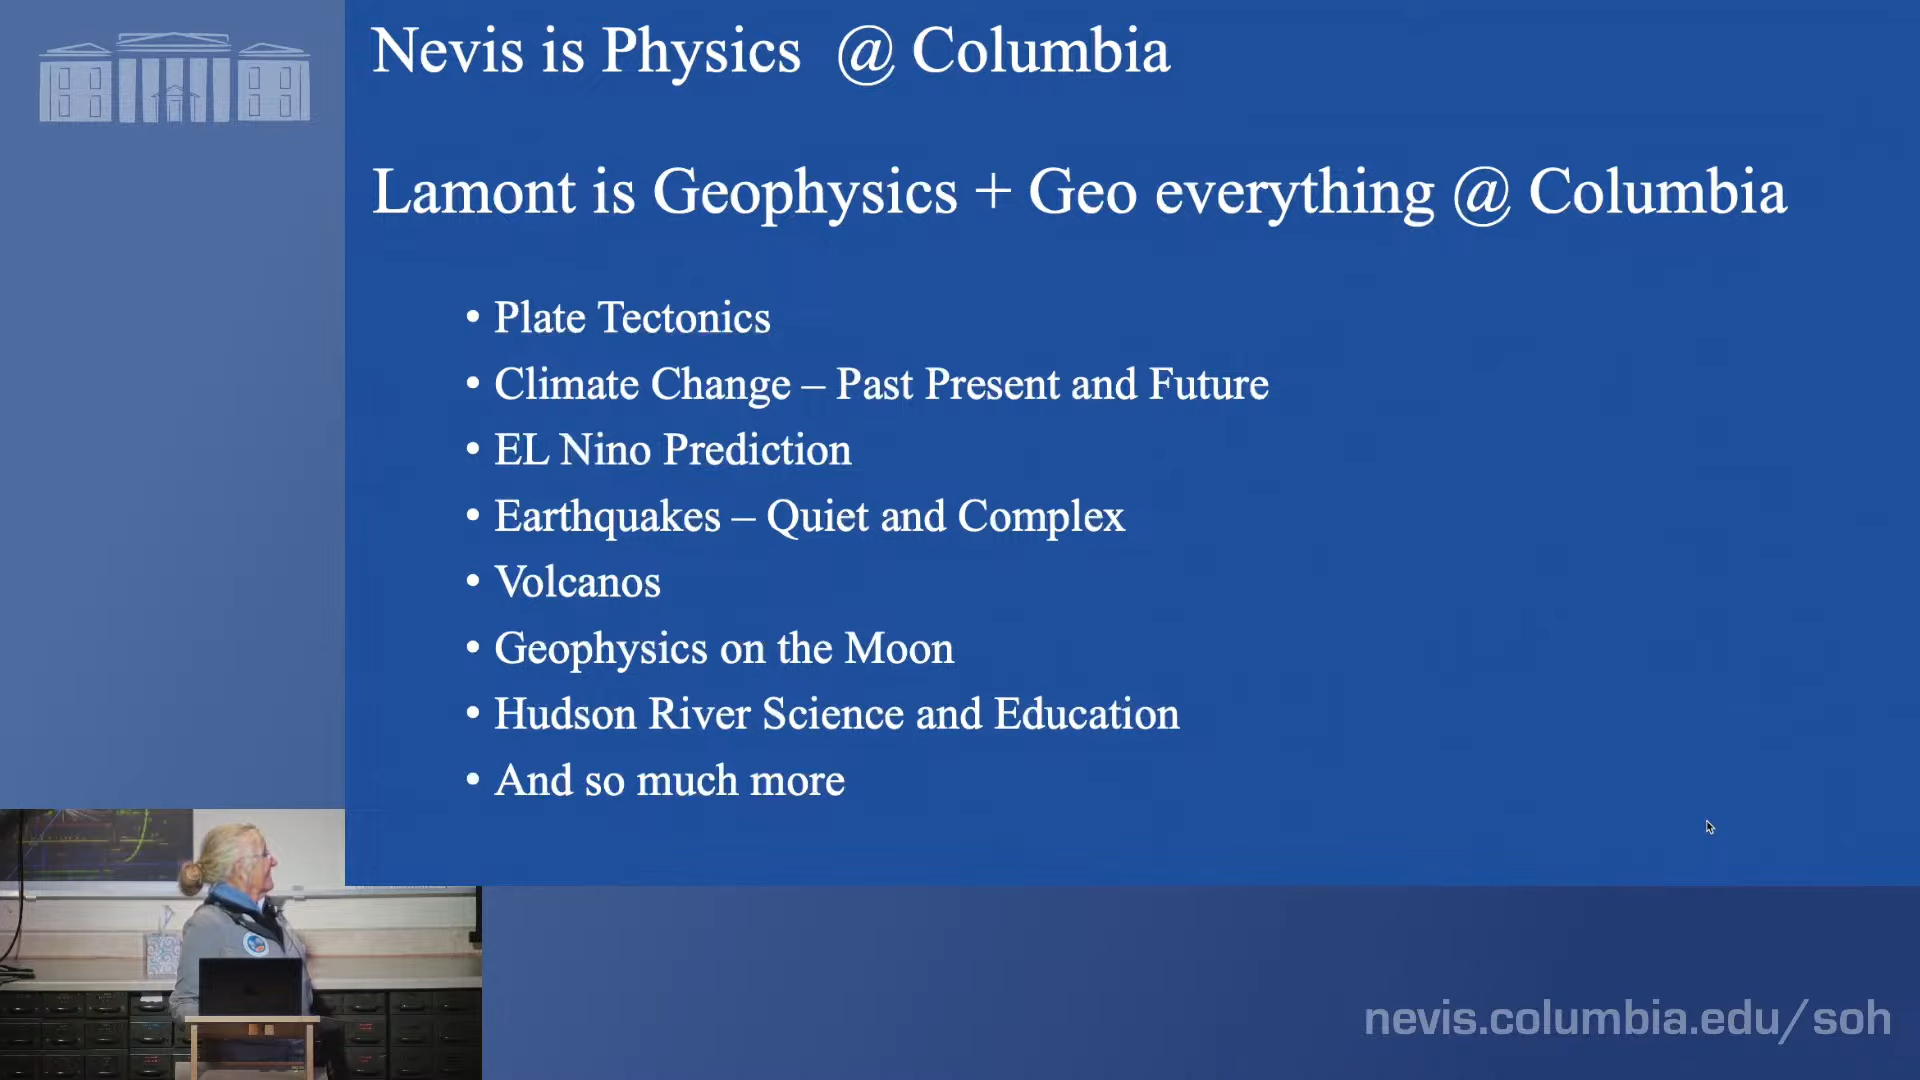 Nevis is Physics @ Columbia
Lamont is Geophysics + Geo everything @ Columbia
• Plate Tectonics
• Climate Change – Past Present and Future
• EL Nino Prediction
• Earthquakes – Quiet and Complex
• Volcanos
• Geophysics on the Moon
• Hudson River Science and Education
• And so much more
nevis.columbia.edu/soh